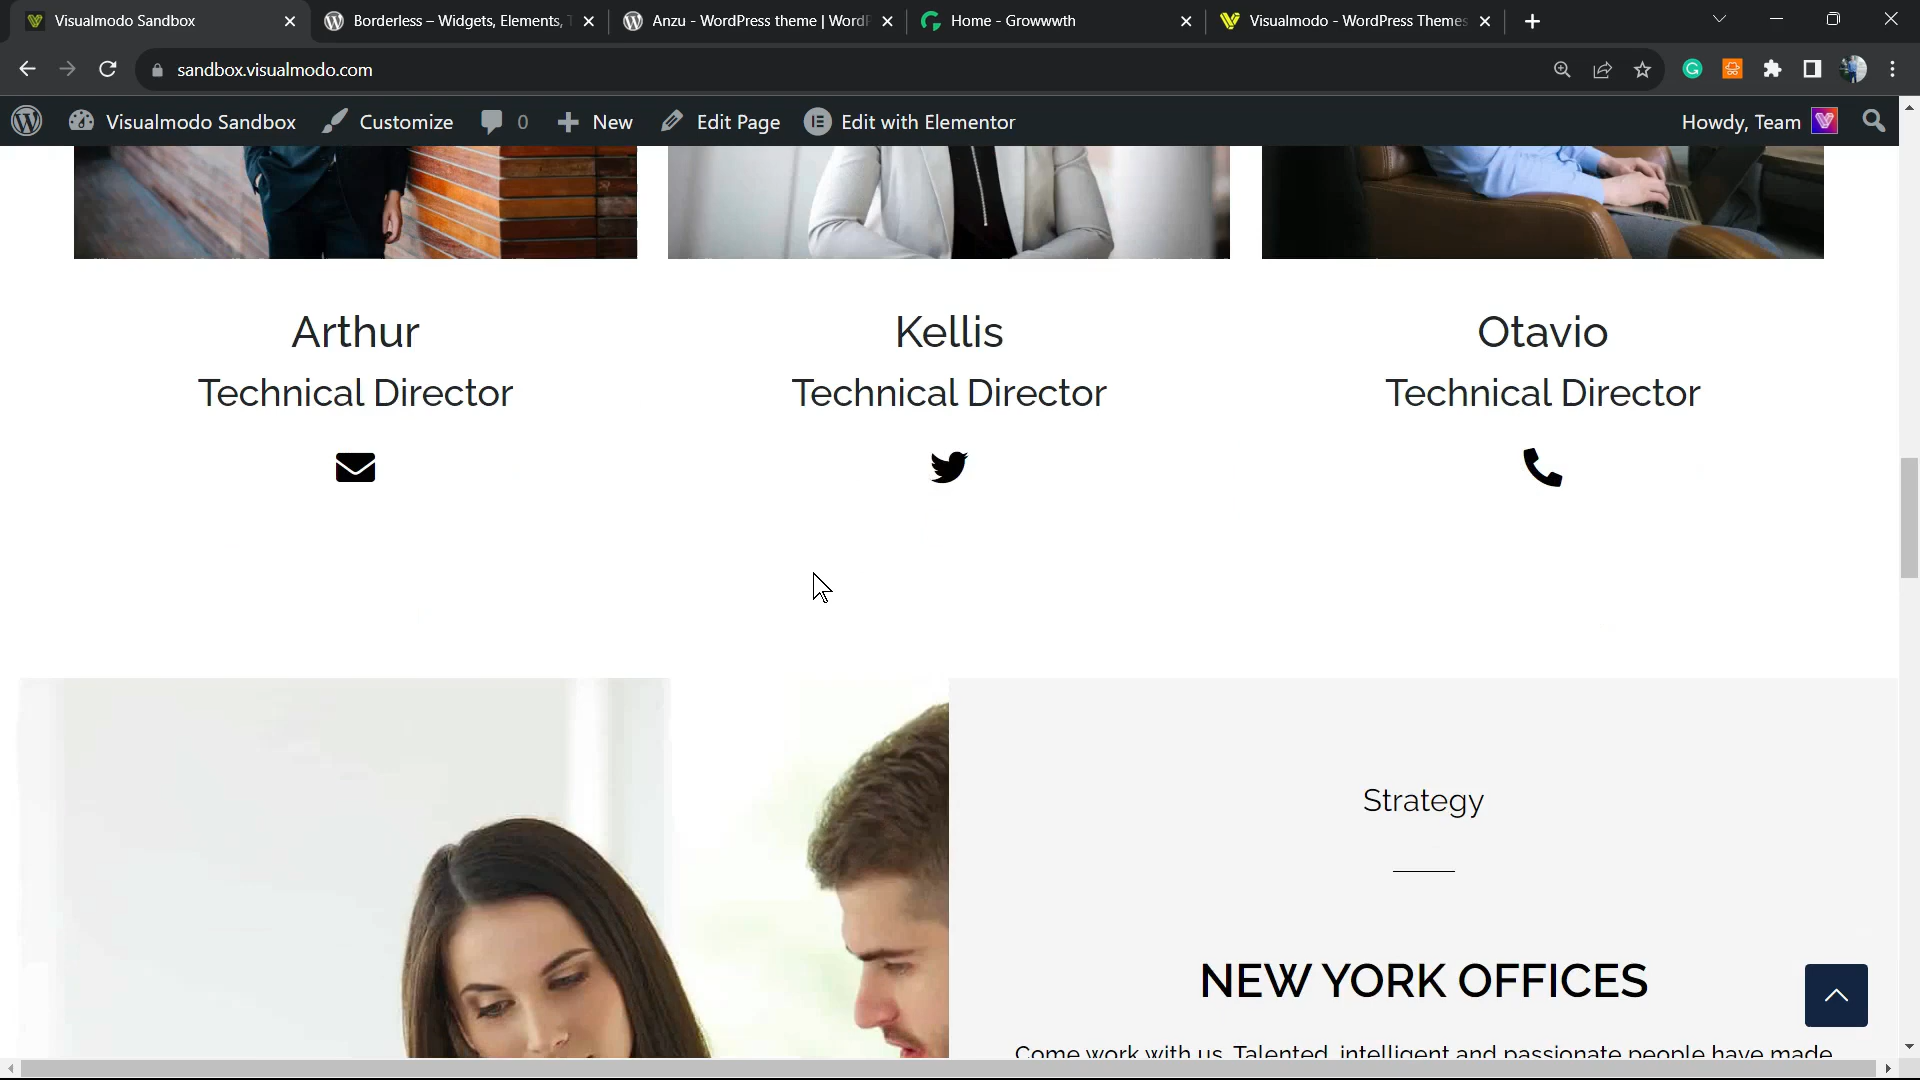 Visualmodo Sandbox
Borderless – Widgets, Elements,
Anzu - WordPress theme | Word
Home - Growwwth
Visualmodo - WordPress Themes
sandbox.visualmodo.com
Visualmodo Sandbox
Customize
0
New
Edit Page
Edit with Elementor
Howdy, Team
Arthur
Technical Director
Kellis
Technical Director
Otavio
Technical Director
Strategy
NEW YORK OFFICES
Come work with us. Talented, intelligent and passionate people have made